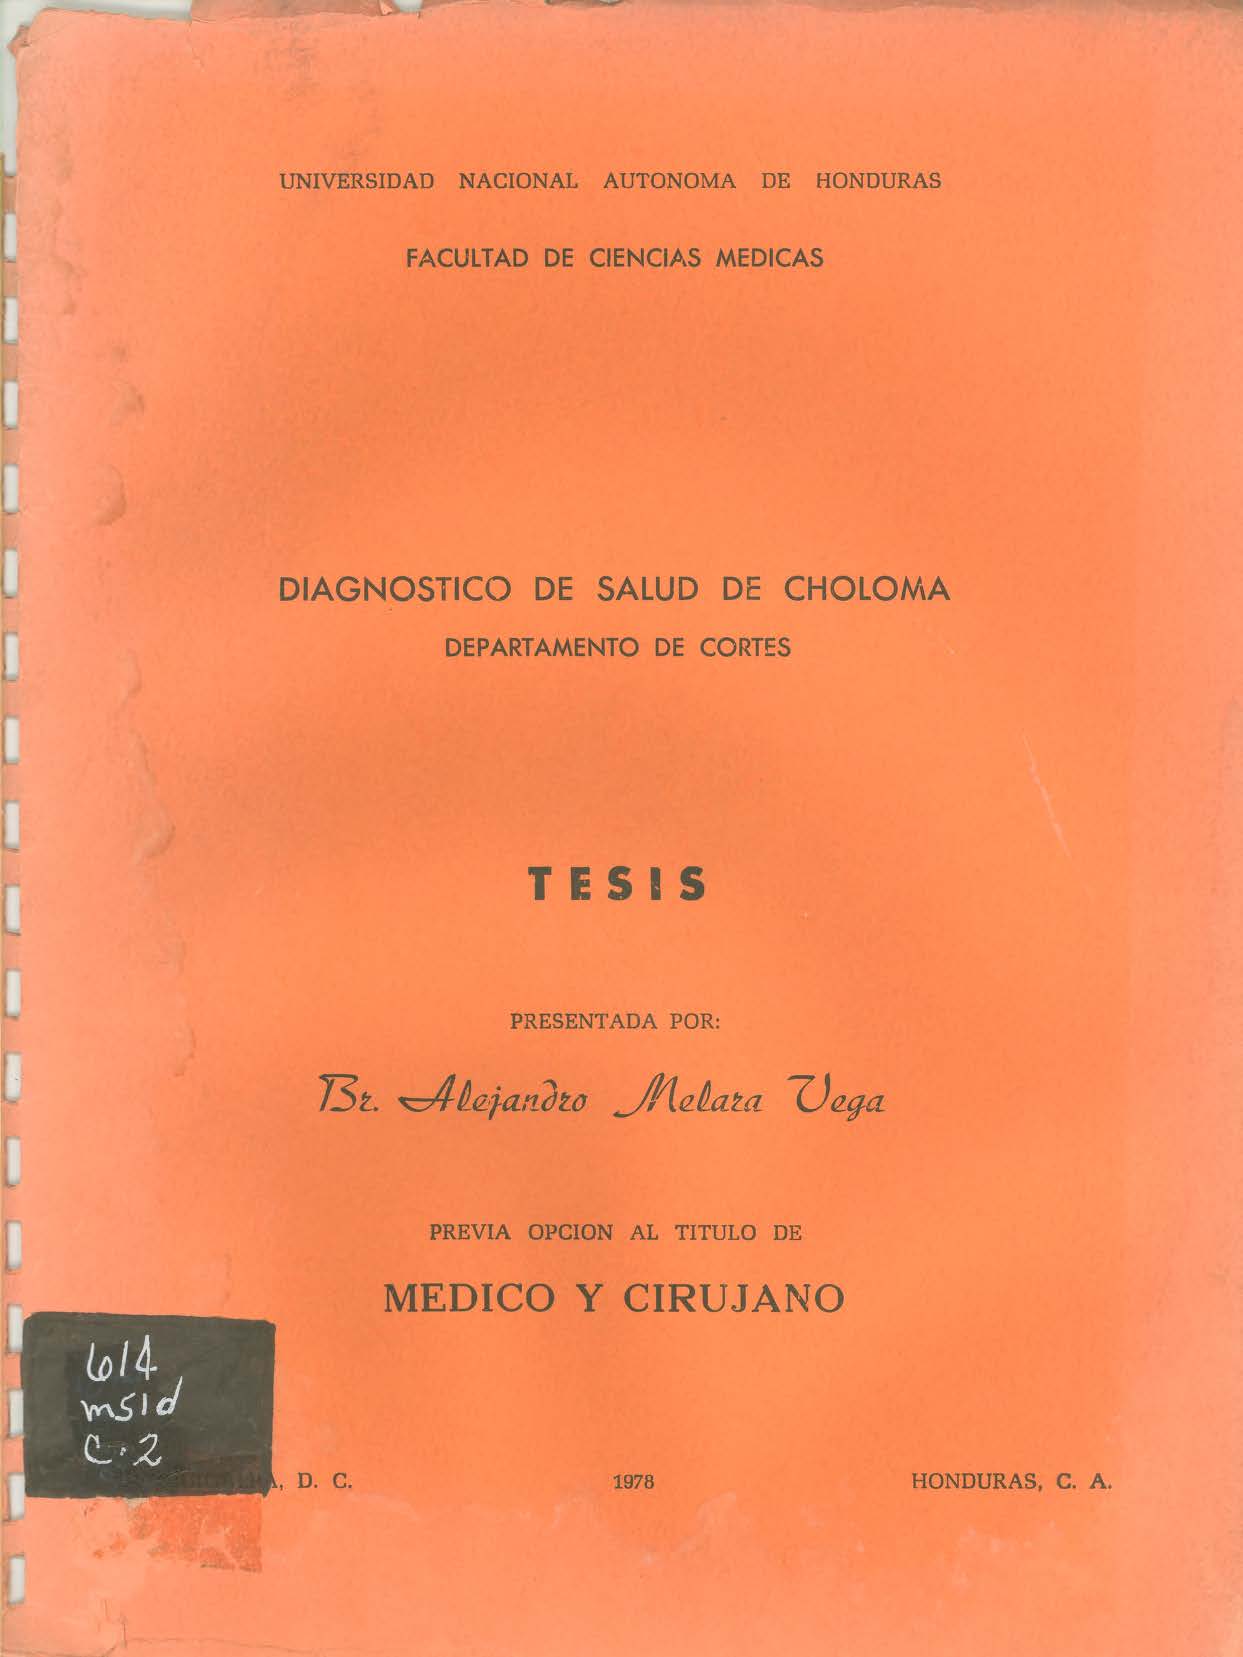 UNIVERSIDAD NACIONAL AUTONOMA DE HONDURAS
FACULTAD DE CIENCIAS MEDICAS
DIAGNOSTICO DE SALUD DE CHOLOMA
DEPARTAMENTO DE CORTES
TESIS
PRESENTADA POR:
Br. Alejandro Melara Vega
PREVIA OPCION AL TITULO DE
MEDICO Y CIRUJANO
614
m51d
C.2
, D. C. 1978 HONDURAS, C. A.